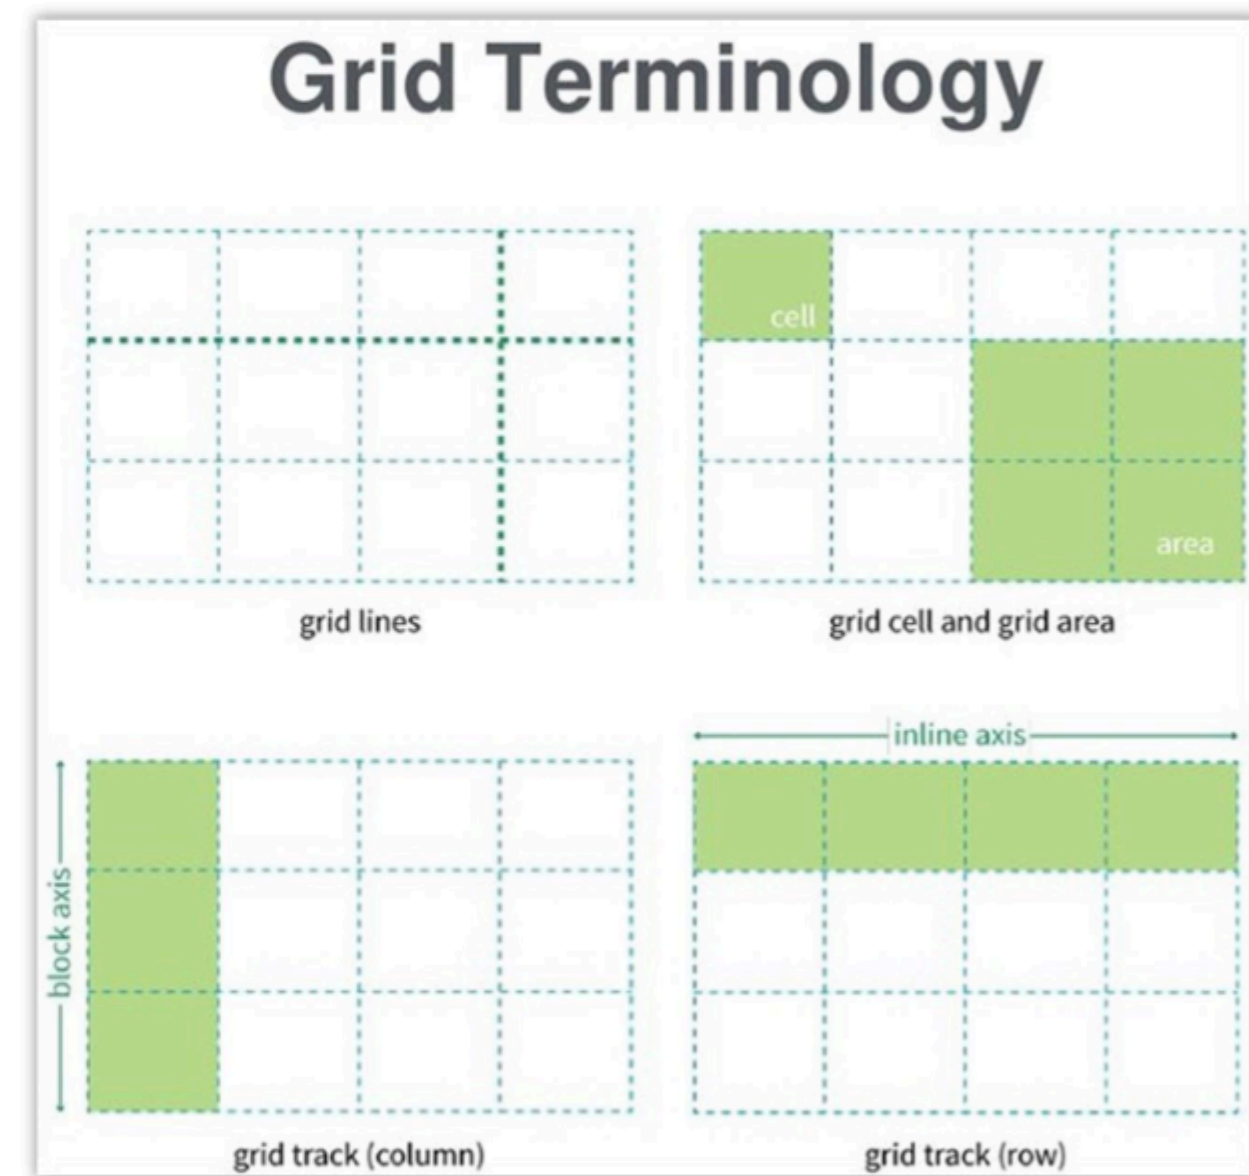 Grid Terminology
cell
area
grid lines
grid cell and grid area
inline axis
block axis
grid track (column)
grid track (row)